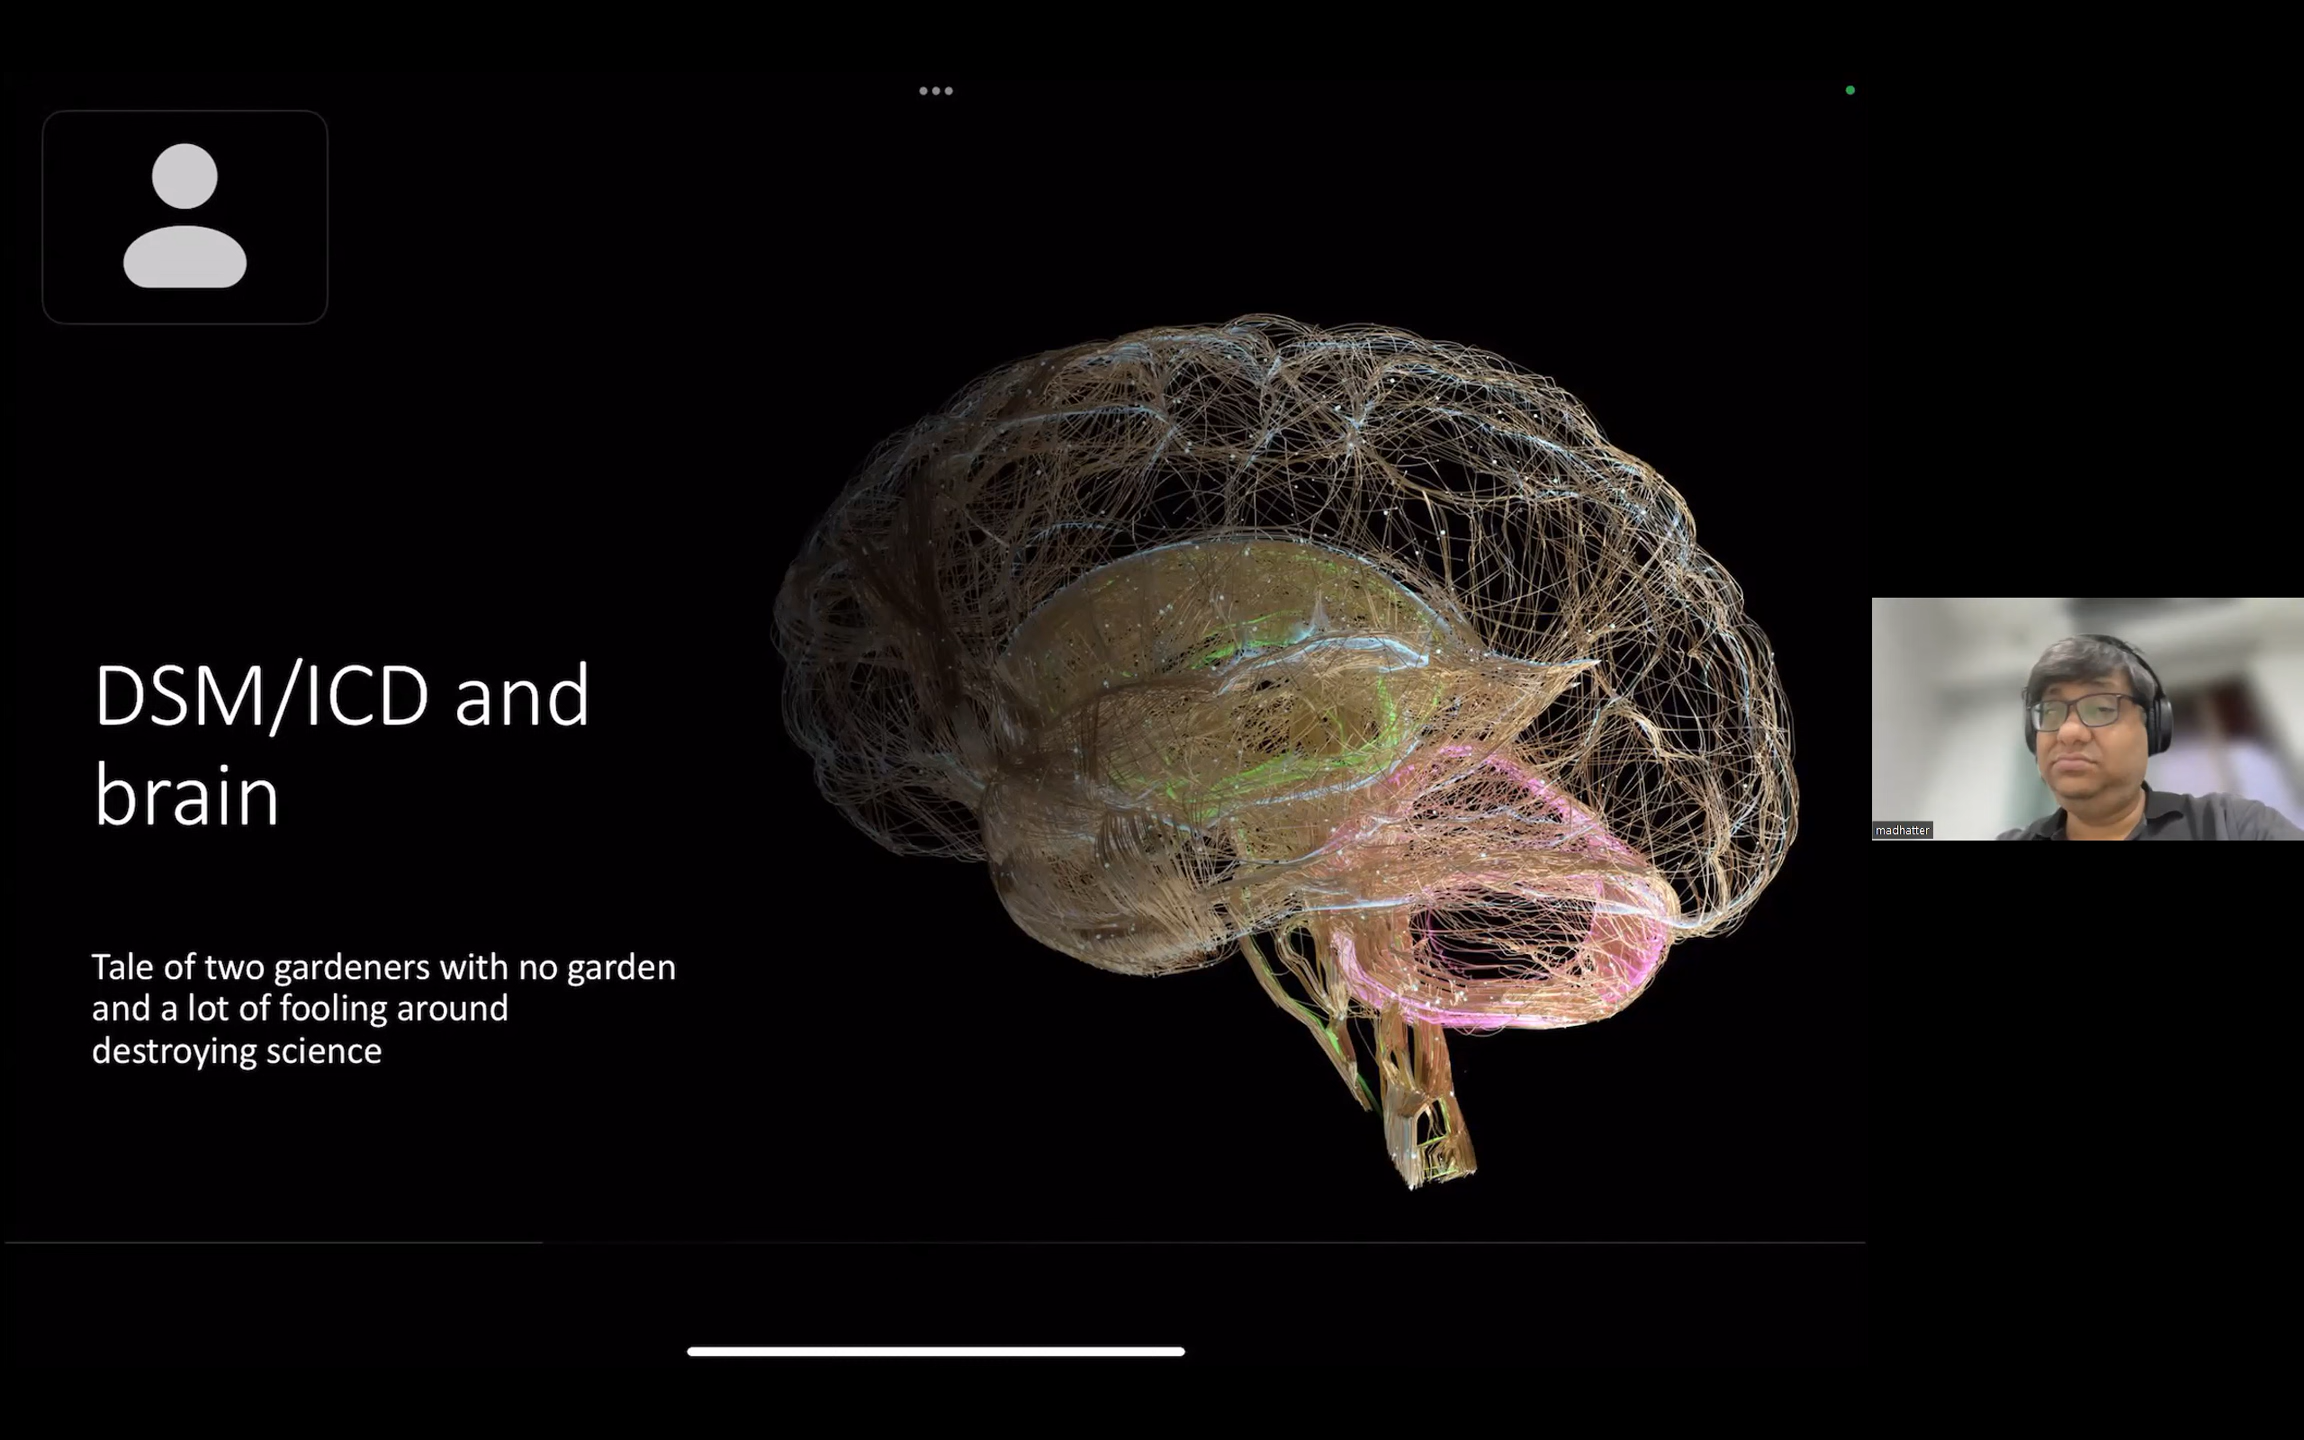 DSM/ICD and
brain
Tale of two gardeners with no garden
and a lot of fooling around
destroying science
madhatter